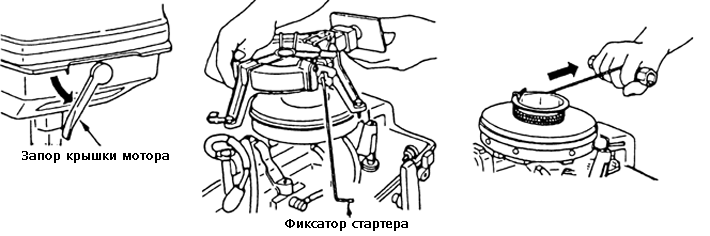 Запор крышки мотора
Фиксатор стартера